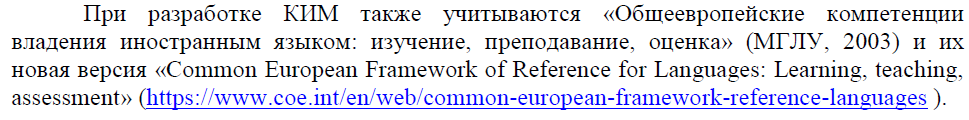 При разработке КИМ также учитываются «Общеевропейские компетенции
владения иностранным языком: изучение, преподавание, оценка» (МГЛУ, 2003) и их
новая версия «Common European Framework of Reference for Languages: Learning, teaching,
assessment» (https://www.coe.int/en/web/common-european-framework-reference-languages ).